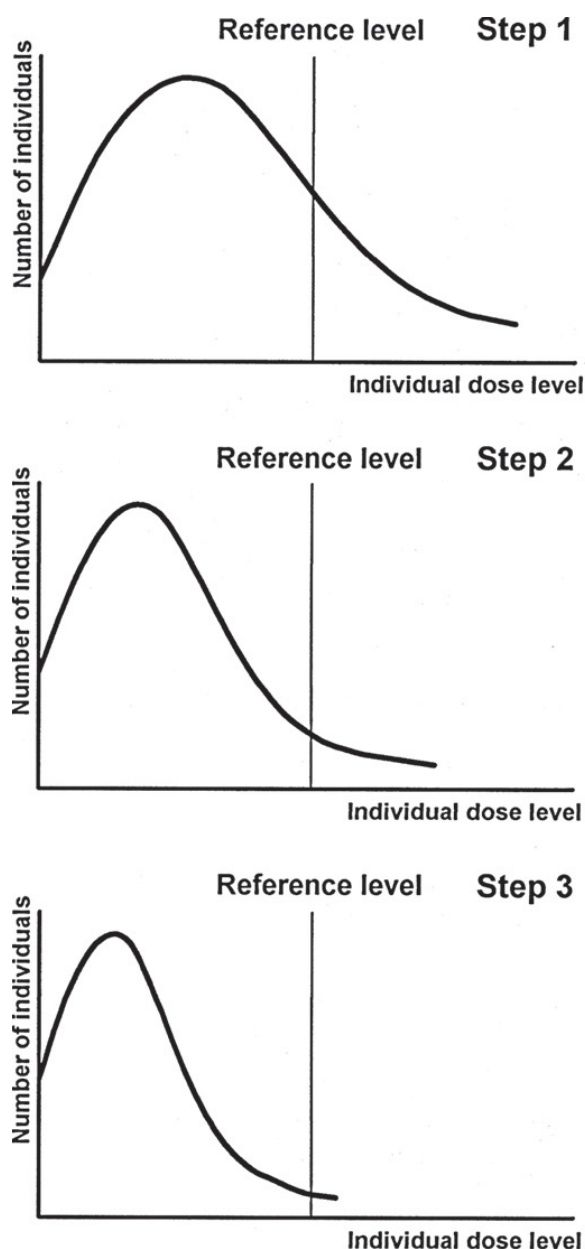 Reference level Step 1
Number of individuals
Individual dose level
Reference level Step 2
Number of individuals
Individual dose level
Reference level Step 3
Number of individuals
Individual dose level